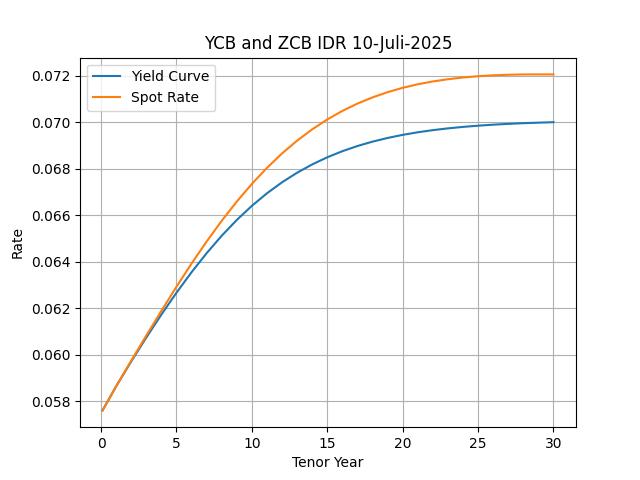 YCB and ZCB IDR 10-Juli-2025
Yield Curve
Spot Rate
0.072
0.070
0.068
0.066
0.064
0.062
0.060
0.058
Rate
0 5 10 15 20 25 30
Tenor Year